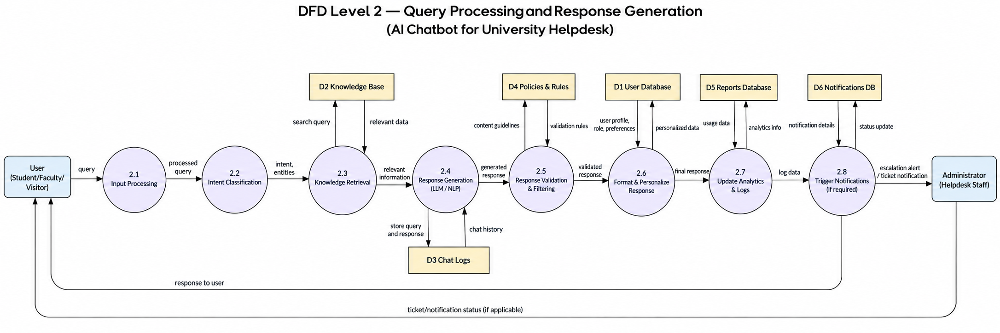 DFD Level 2 — Query Processing and Response Generation
(AI Chatbot for University Helpdesk)
D2 Knowledge Base
D4 Policies & Rules
D1 User Database
D5 Reports Database
D6 Notifications DB
search query
relevant data
content guidelines
validation rules
user profile,
role, preferences
personalized data
usage data
analytics info
notification details
status update
User
(Student/Faculty/
Visitor)
query
2.1
Input Processing
processed
query
2.2
Intent Classification
intent,
entities
2.3
Knowledge Retrieval
relevant
information
2.4
Response Generation
(LLM / NLP)
generated
response
2.5
Response Validation
& Filtering
validated
response
2.6
Format & Personalize
Response
final response
2.7
Update Analytics
& Logs
log data
2.8
Trigger Notifications
(if required)
escalation alert
/ ticket notification
Administrator
(Helpdesk Staff)
store query
and response
chat history
D3 Chat Logs
response to user
ticket/notification status (if applicable)